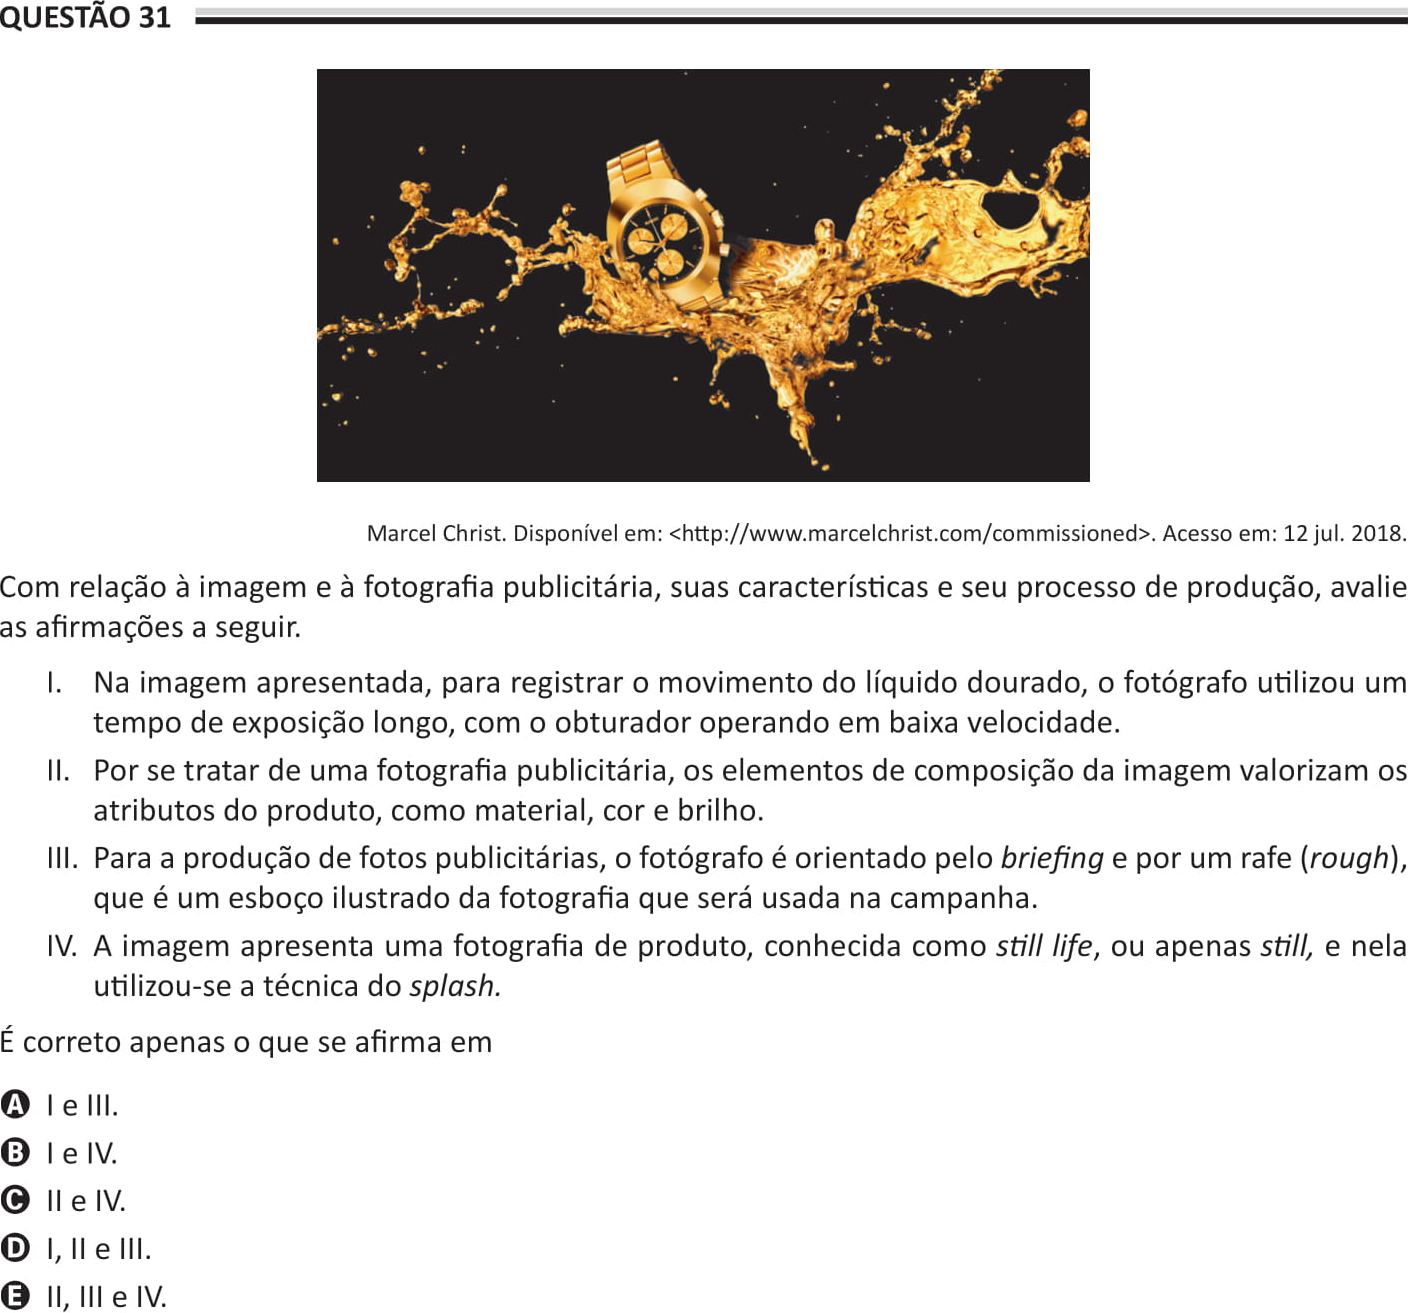 QUESTÃO 31
Marcel Christ. Disponível em: <http://www.marcelchrist.com/commissioned>. Acesso em: 12 jul. 2018.
Com relação à imagem e à fotografia publicitária, suas características e seu processo de produção, avalie
as afirmações a seguir.
I. Na imagem apresentada, para registrar o movimento do líquido dourado, o fotógrafo utilizou um
tempo de exposição longo, com o obturador operando em baixa velocidade.
II. Por se tratar de uma fotografia publicitária, os elementos de composição da imagem valorizam os
atributos do produto, como material, cor e brilho.
III. Para a produção de fotos publicitárias, o fotógrafo é orientado pelo briefing e por um rafe (rough),
que é um esboço ilustrado da fotografia que será usada na campanha.
IV. A imagem apresenta uma fotografia de produto, conhecida como still life, ou apenas still, e nela
utilizou-se a técnica do splash.
É correto apenas o que se afirma em
A I e III.
B I e IV.
C II e IV.
D I, II e III.
E II, III e IV.